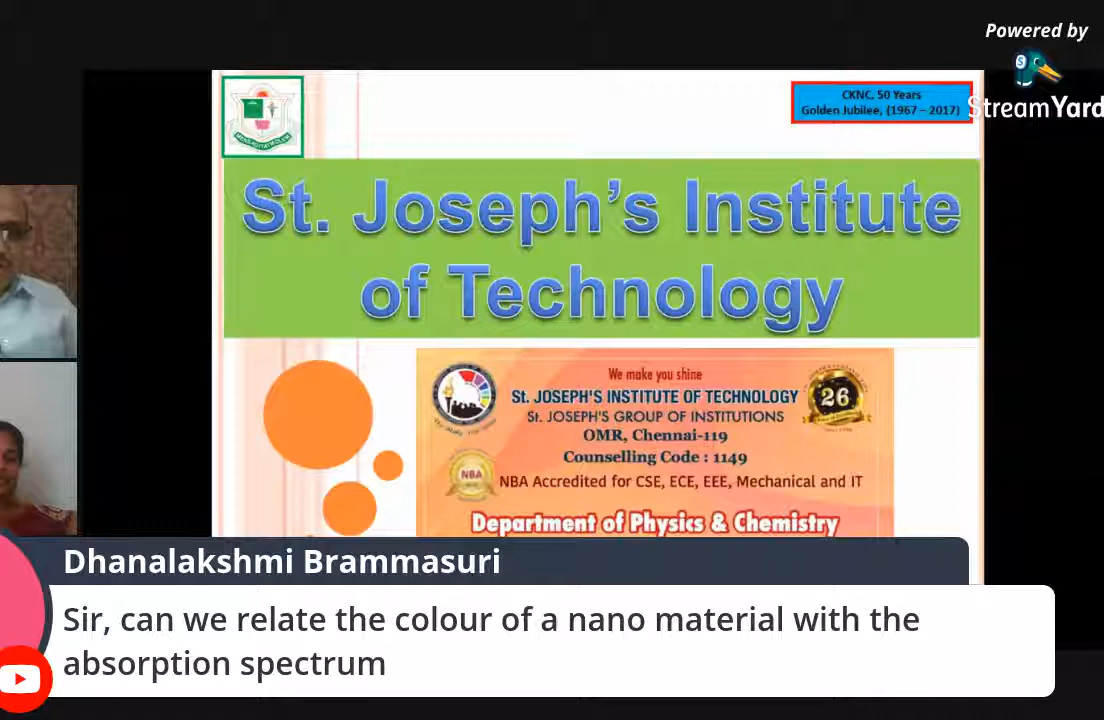 Powered by
StreamYard
CKNC, 50 Years
Golden Jubilee, (1967 – 2017)
St. Joseph's Institute
of Technology
We make you shine
St. JOSEPH'S INSTITUTE OF TECHNOLOGY
St. JOSEPH'S GROUP OF INSTITUTIONS
OMR, Chennai-119
Counselling Code : 1149
26
NBA
NBA Accredited for CSE, ECE, EEE, Mechanical and IT
Department of Physics & Chemistry
Dhanalakshmi Brammasuri
Sir, can we relate the colour of a nano material with the
absorption spectrum